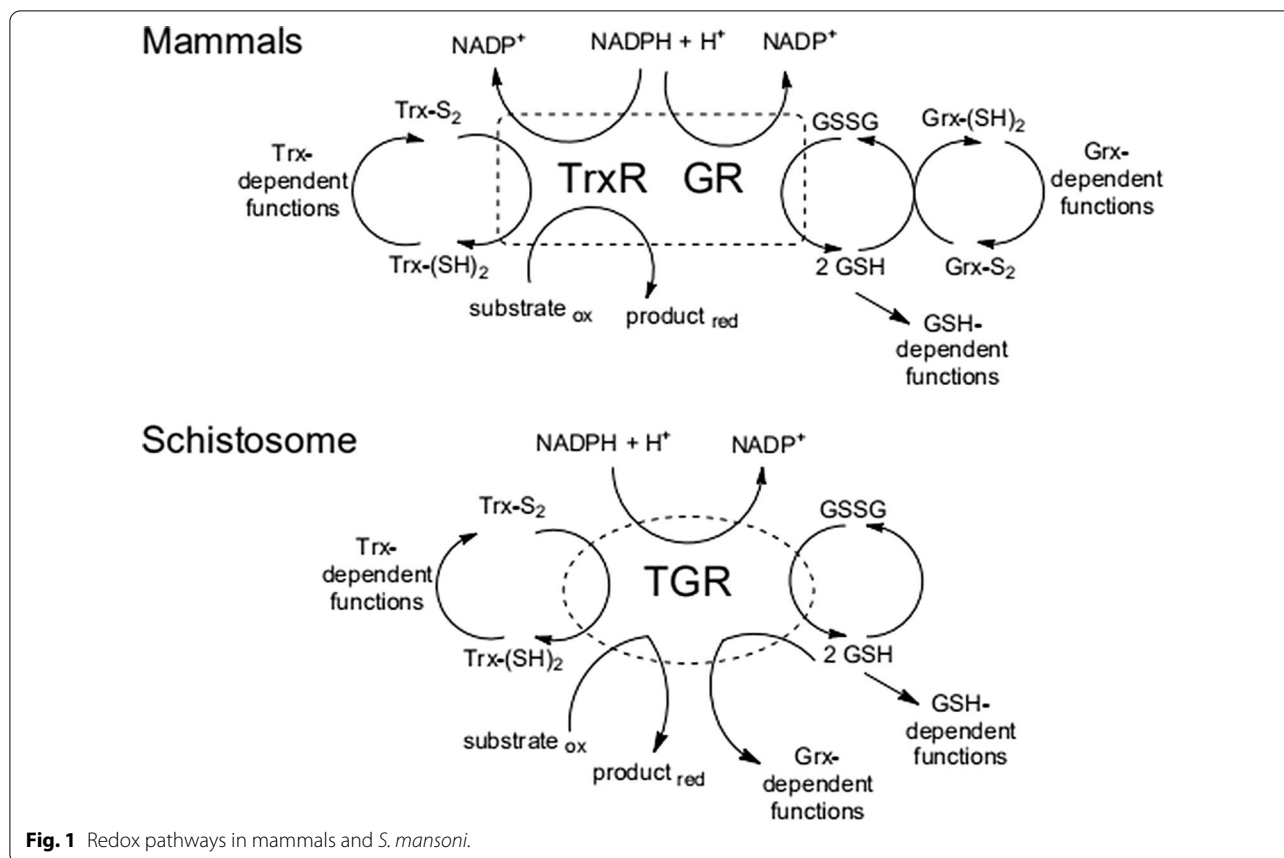 Mammals
NADP+
NADPH + H+
NADP+
Trx-S2
GSSG
Grx-(SH)2
Trx-
dependent
functions
TrxR
GR
Grx-
dependent
functions
Trx-(SH)2
2 GSH
Grx-S2
substrate ox
product red
GSH-
dependent
functions
Schistosome
NADPH + H+
NADP+
Trx-S2
GSSG
Trx-
dependent
functions
TGR
Trx-(SH)2
2 GSH
substrate ox
product red
Grx-
dependent
functions
GSH-
dependent
functions
Fig. 1 Redox pathways in mammals and S. mansoni.